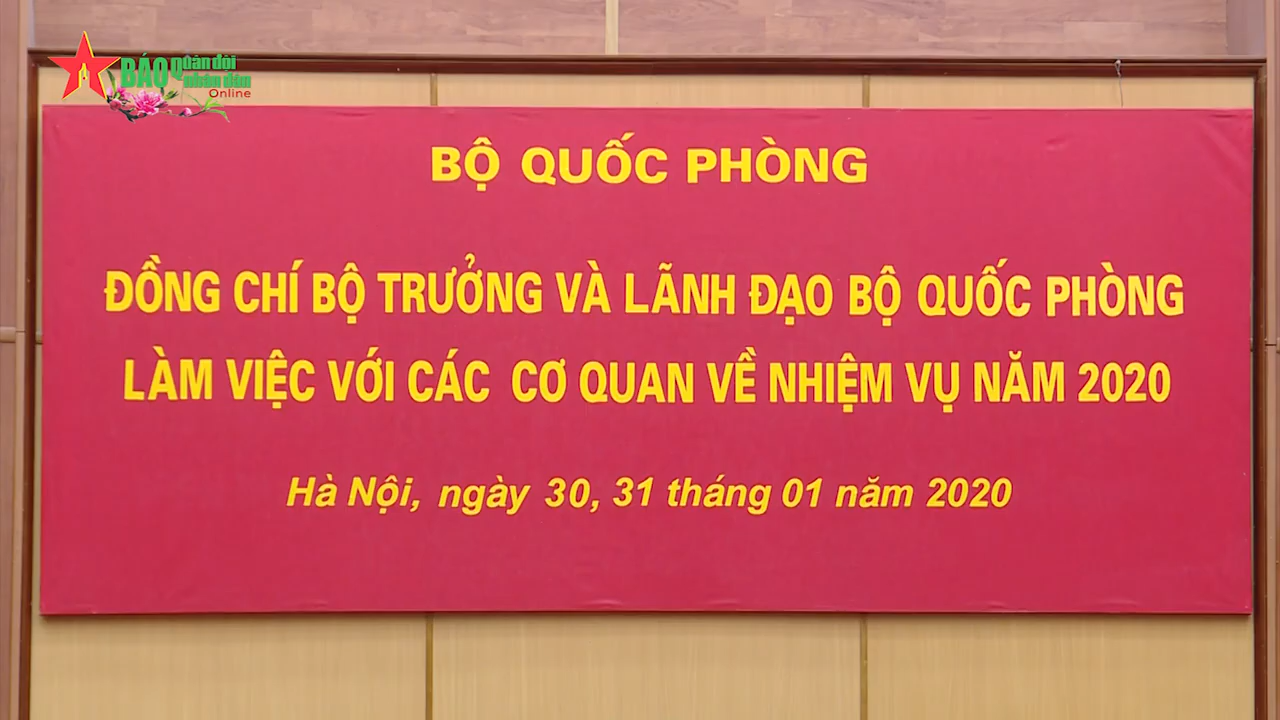 BÁO Quân đội
nhân dân
Online
BỘ QUỐC PHÒNG
ĐỒNG CHÍ BỘ TRƯỞNG VÀ LÃNH ĐẠO BỘ QUỐC PHÒNG
LÀM VIỆC VỚI CÁC CƠ QUAN VỀ NHIỆM VỤ NĂM 2020
Hà Nội, ngày 30, 31 tháng 01 năm 2020